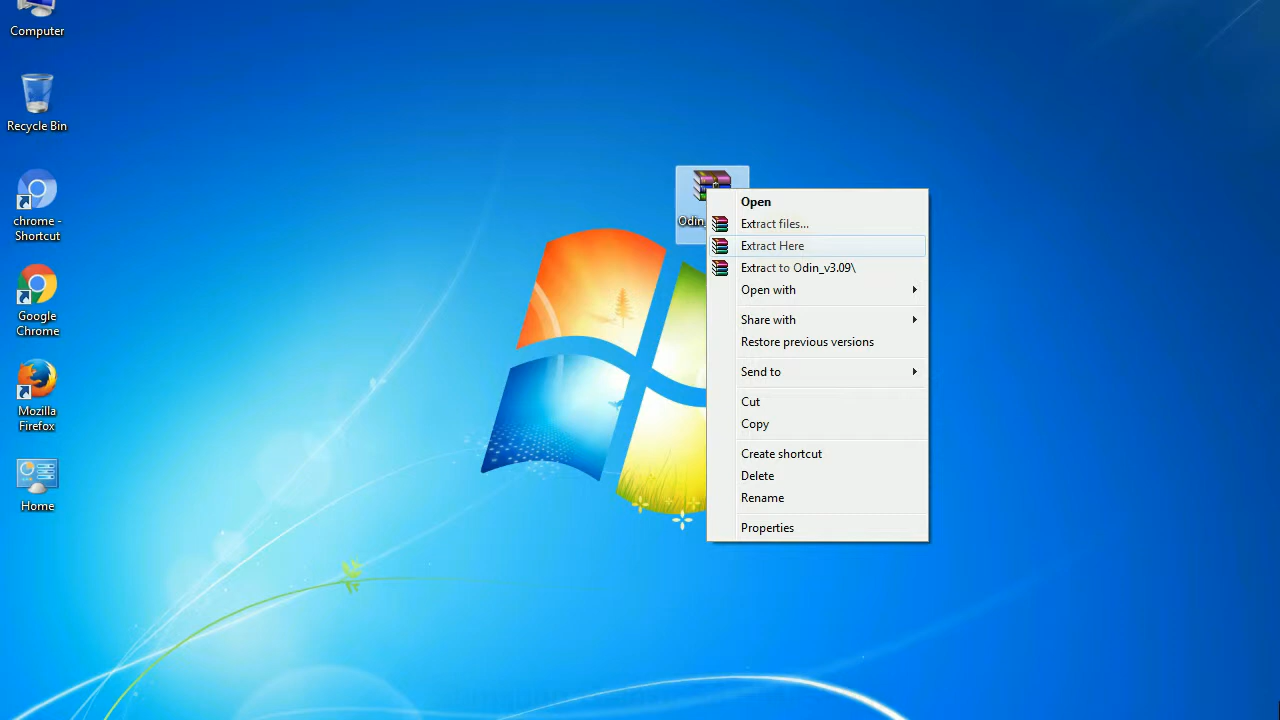 Computer
Recycle Bin
chrome -
Shortcut
Google
Chrome
Mozilla
Firefox
Home
Odin
Open
Extract files...
Extract Here
Extract to Odin_v3.09\
Open with
Share with
Restore previous versions
Send to
Cut
Copy
Create shortcut
Delete
Rename
Properties